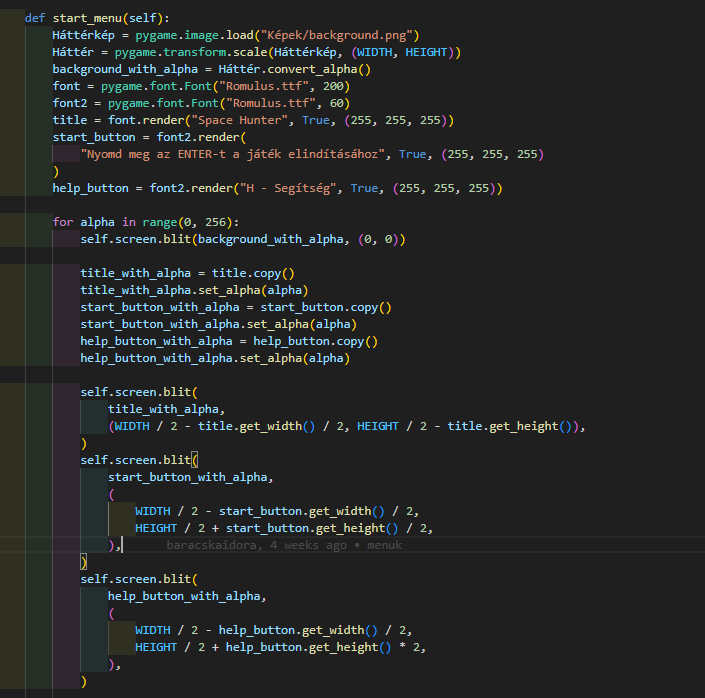 def start_menu(self):
    Háttérkép = pygame.image.load("Képek/background.png")
    Háttér = pygame.transform.scale(Háttérkép, (WIDTH, HEIGHT))
    background_with_alpha = Háttér.convert_alpha()
    font = pygame.font.Font("Romulus.ttf", 200)
    font2 = pygame.font.Font("Romulus.ttf", 60)
    title = font.render("Space Hunter", True, (255, 255, 255))
    start_button = font2.render(
        "Nyomd meg az ENTER-t a játék elindításához", True, (255, 255, 255)
    )
    help_button = font2.render("H - Segítség", True, (255, 255, 255))

    for alpha in range(0, 256):
        self.screen.blit(background_with_alpha, (0, 0))

        title_with_alpha = title.copy()
        title_with_alpha.set_alpha(alpha)
        start_button_with_alpha = start_button.copy()
        start_button_with_alpha.set_alpha(alpha)
        help_button_with_alpha = help_button.copy()
        help_button_with_alpha.set_alpha(alpha)

        self.screen.blit(
            title_with_alpha,
            (WIDTH / 2 - title.get_width() / 2, HEIGHT / 2 - title.get_height()),
        )
        self.screen.blit(
            start_button_with_alpha,
            (
                WIDTH / 2 - start_button.get_width() / 2,
                HEIGHT / 2 + start_button.get_height() / 2,
            ),      baracskaidora, 4 weeks ago • menuk
        )
        self.screen.blit(
            help_button_with_alpha,
            (
                WIDTH / 2 - help_button.get_width() / 2,
                HEIGHT / 2 + help_button.get_height() * 2,
            ),
        )